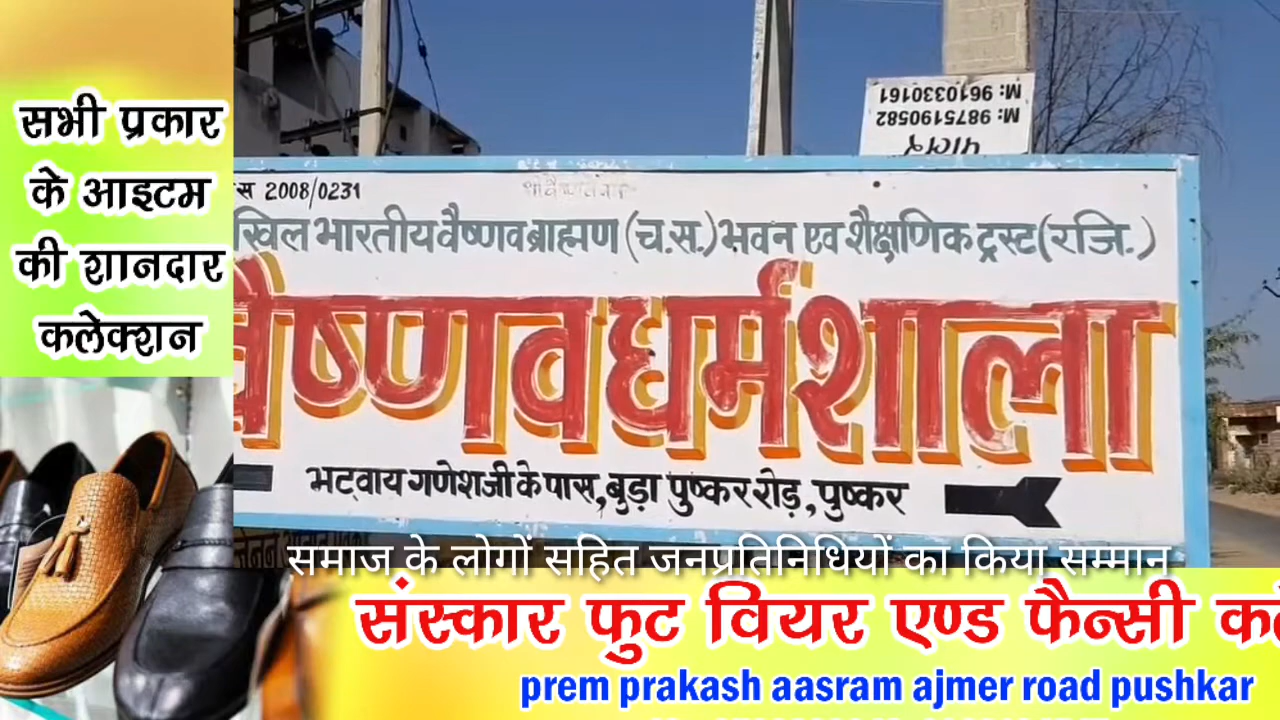 सभी प्रकार
के आइटम
की शानदार
कलेक्शन
M: 9610330161
M: 9875190582
2008/0231
भारतीय वैष्णव ब्राह्मण (च.स.) भवन एव शैक्षणिक ट्रस्ट (रजि.)
वैष्णव धर्मशाला
भटवाय गणेशजी के पास, बुड़ा पुष्कर रोड़, पुष्कर
समाज के लोगों सहित जनप्रतिनिधियों का किया सम्मान
संस्कार फुट वियर एण्ड फैन्सी
prem prakash aasram ajmer road pushkar